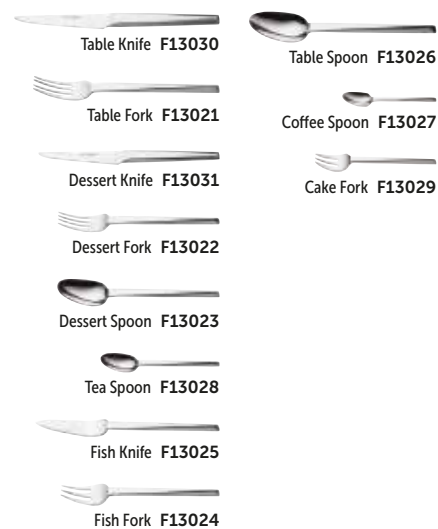 Table Knife F13030
Table Fork F13021
Dessert Knife F13031
Dessert Fork F13022
Dessert Spoon F13023
Tea Spoon F13028
Fish Knife F13025
Fish Fork F13024
Table Spoon F13026
Coffee Spoon F13027
Cake Fork F13029